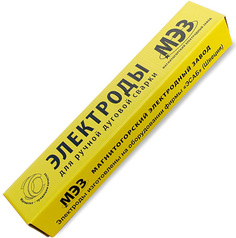 ЭЛЕКТРОДЫ
для ручной дуговой сварки
МЭЗ
МЭЗ
МАГНИТОГОРСКИЙ ЭЛЕКТРОДНЫЙ ЗАВОД
Электроды изготовлены на оборудовании фирмы «ЭСАБ» (Швеция)